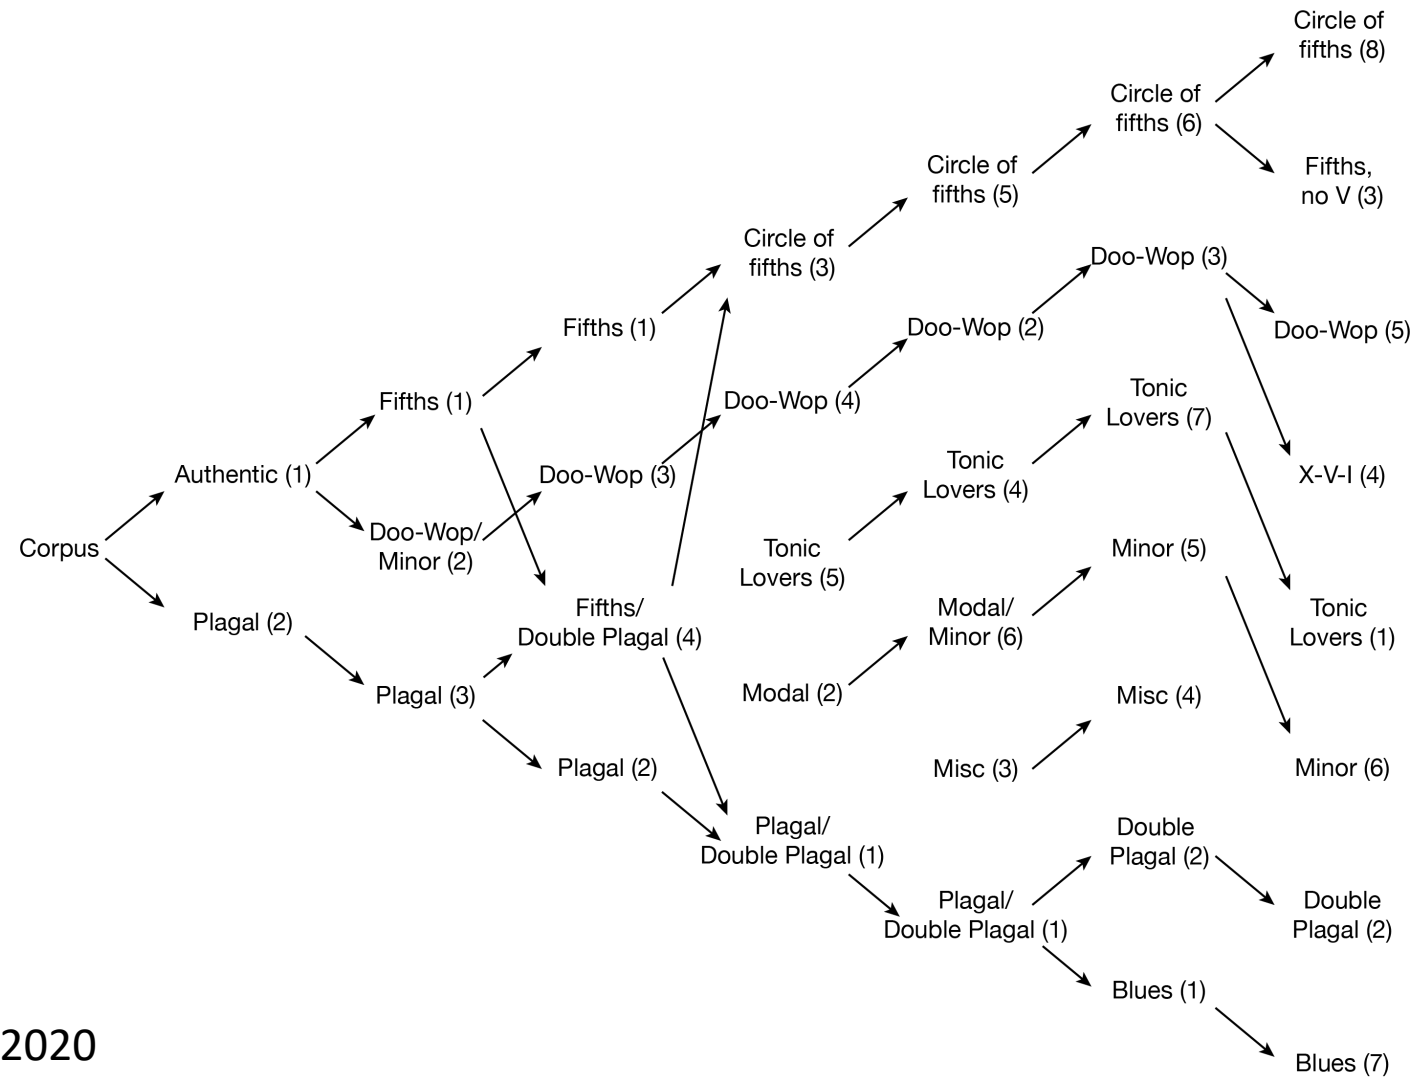 Corpus
Authentic (1)
Plagal (2)
Fifths (1)
Doo-Wop/
Minor (2)
Plagal (3)
Fifths (1)
Doo-Wop (3)
Fifths/
Double Plagal (4)
Plagal (2)
Circle of
fifths (3)
Doo-Wop (4)
Tonic
Lovers (5)
Modal (2)
Plagal/
Double Plagal (1)
Circle of
fifths (5)
Doo-Wop (2)
Tonic
Lovers (4)
Modal/
Minor (6)
Misc (3)
Plagal/
Double Plagal (1)
Circle of
fifths (6)
Doo-Wop (3)
Tonic
Lovers (7)
Minor (5)
Misc (4)
Double
Plagal (2)
Blues (1)
Circle of
fifths (8)
Fifths,
no V (3)
Doo-Wop (5)
X-V-I (4)
Tonic
Lovers (1)
Minor (6)
Double
Plagal (2)
Blues (7)
2020